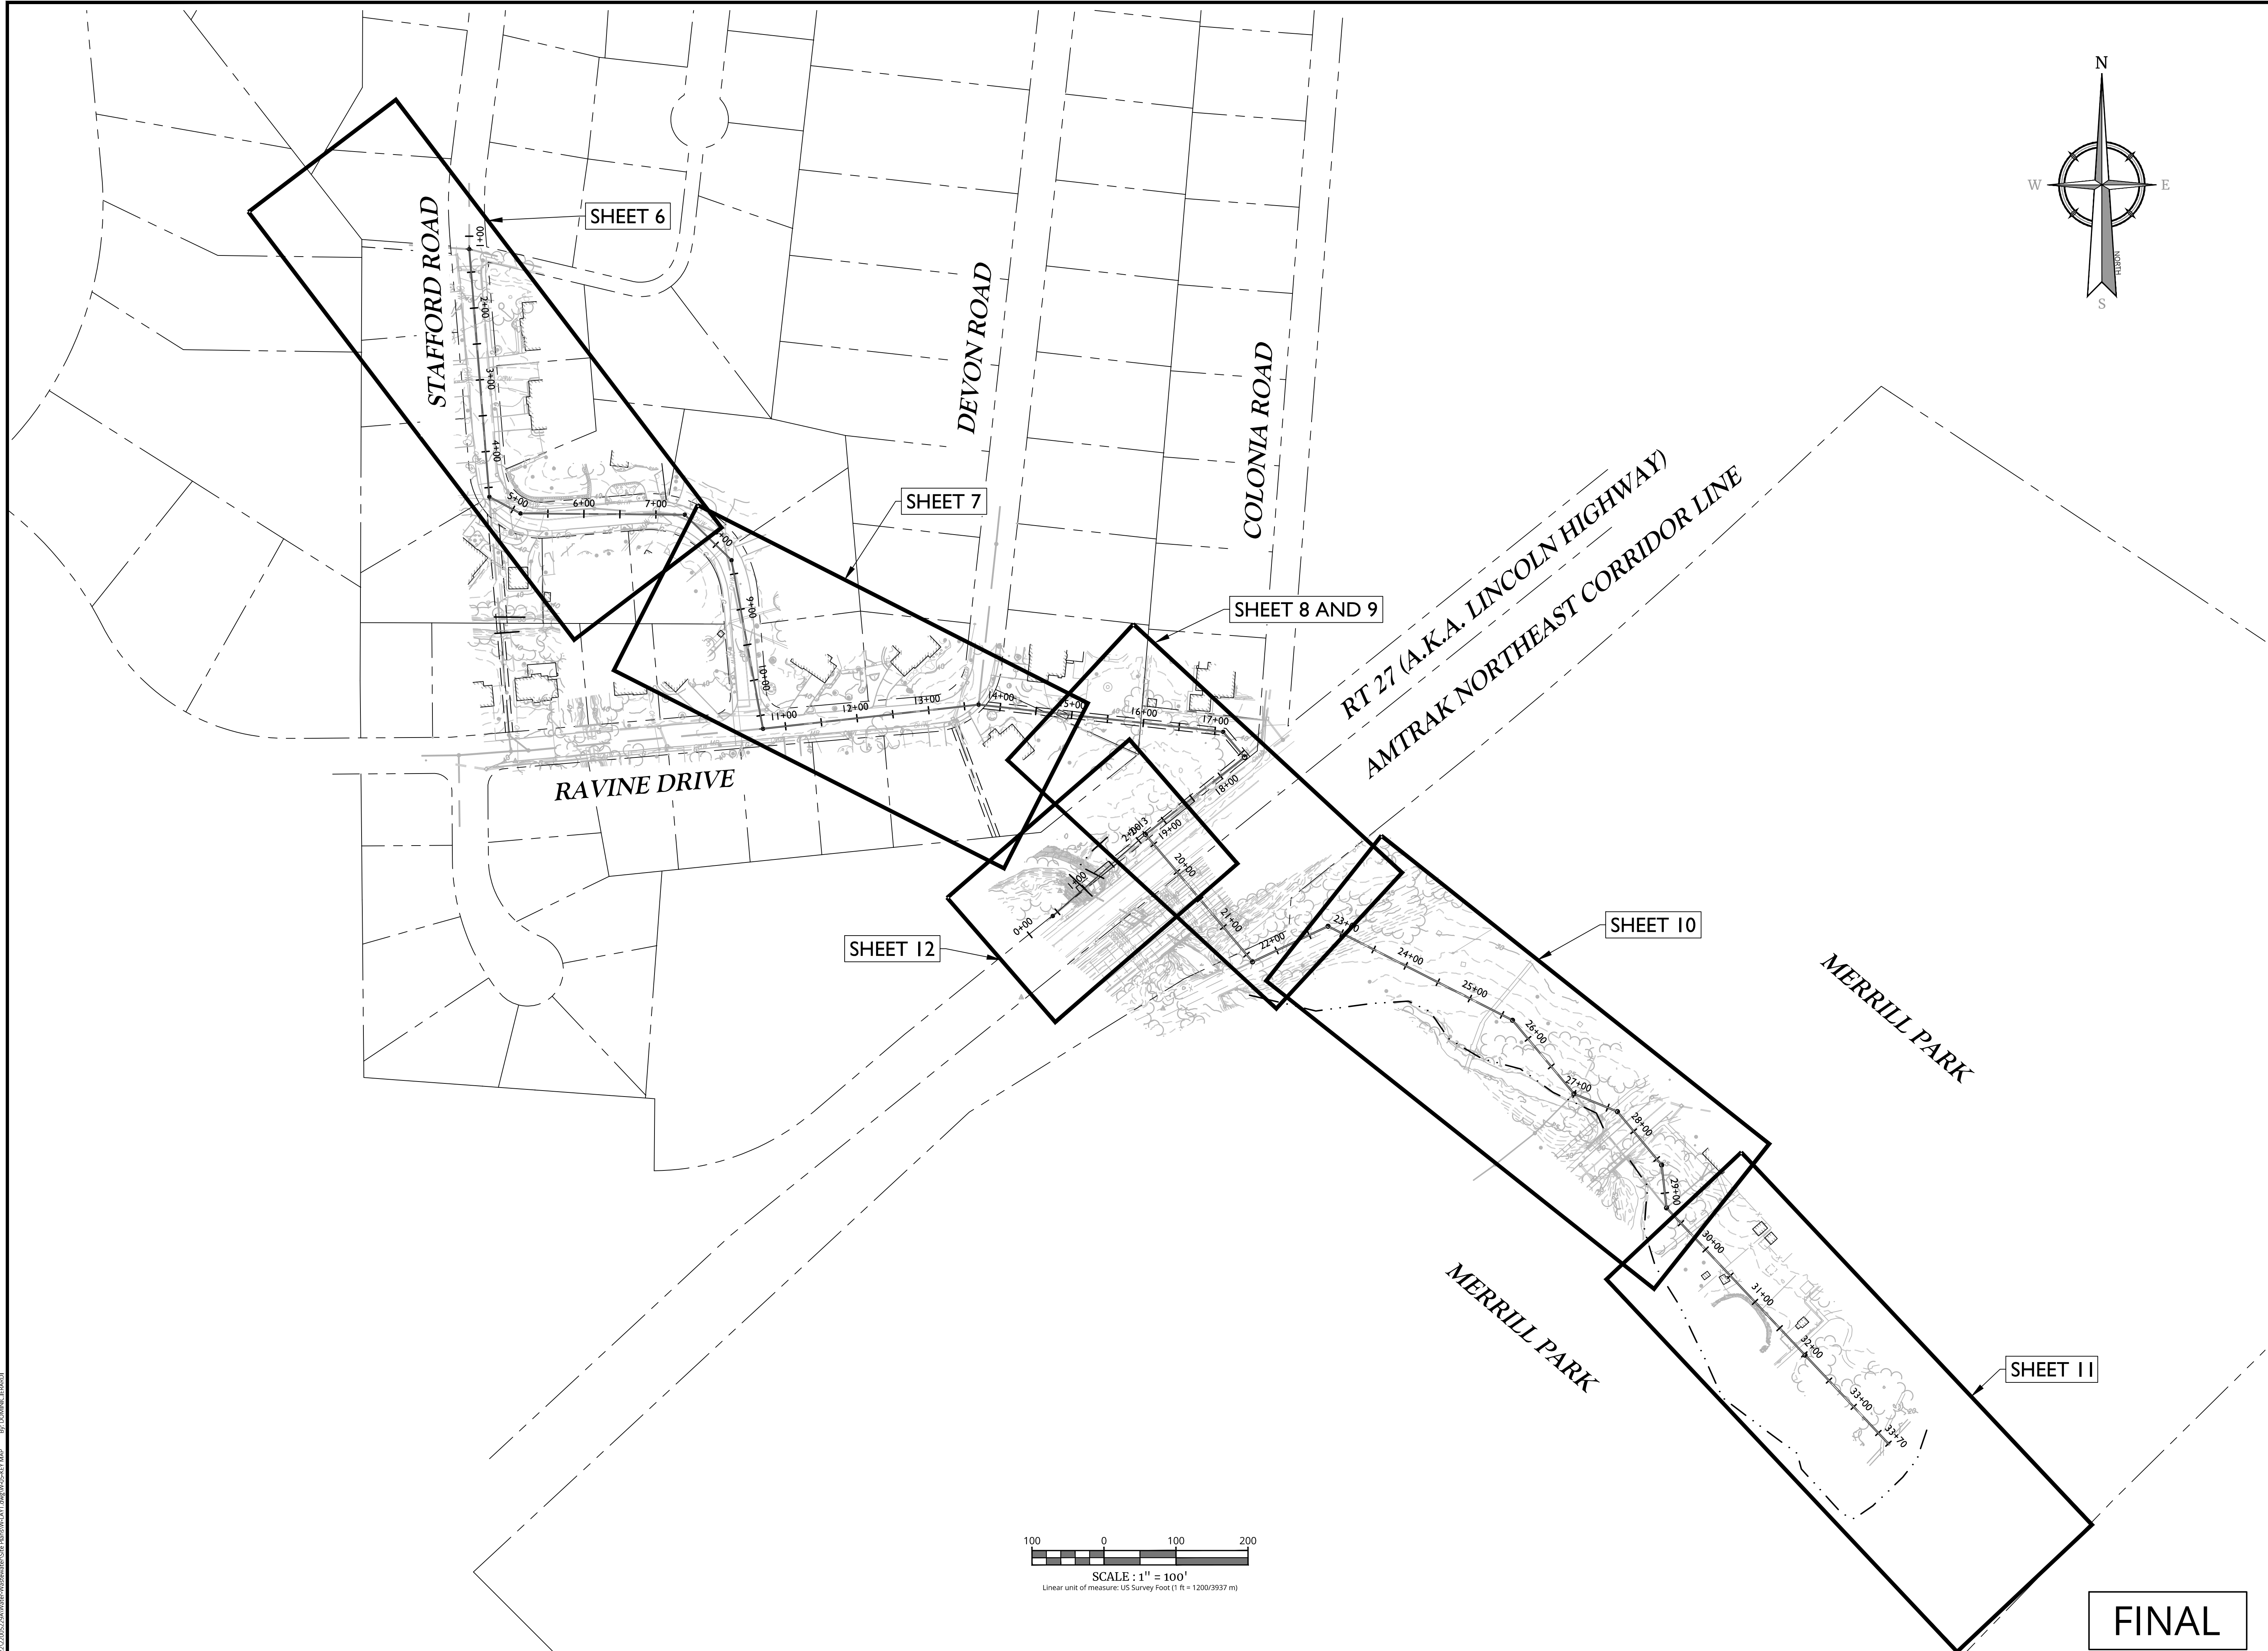 N
W
E
S
NORTH
STAFFORD ROAD
SHEET 6
1+00
2+00
3+00
4+00
5+00
6+00
7+00
DEVON ROAD
COLONIA ROAD
SHEET 7
RT 27 (A.K.A. LINCOLN HIGHWAY)
AMTRAK NORTHEAST CORRIDOR LINE
SHEET 8 AND 9
9+00
10+00
11+00
12+00
13+00
14+00
15+00
16+00
17+00
18+00
19+00
20+00
21+00
22+00
23+00
RAVINE DRIVE
0+00
1+00
SHEET 12
SHEET 10
24+00
25+00
26+00
27+00
28+00
29+00
MERRILL PARK
MERRILL PARK
30+00
31+00
32+00
33+00
33+70
SHEET 11
100 0 100 200
SCALE : 1" = 100'
Linear unit of measure: US Survey Foot (1 ft = 1200/3937 m)
FINAL